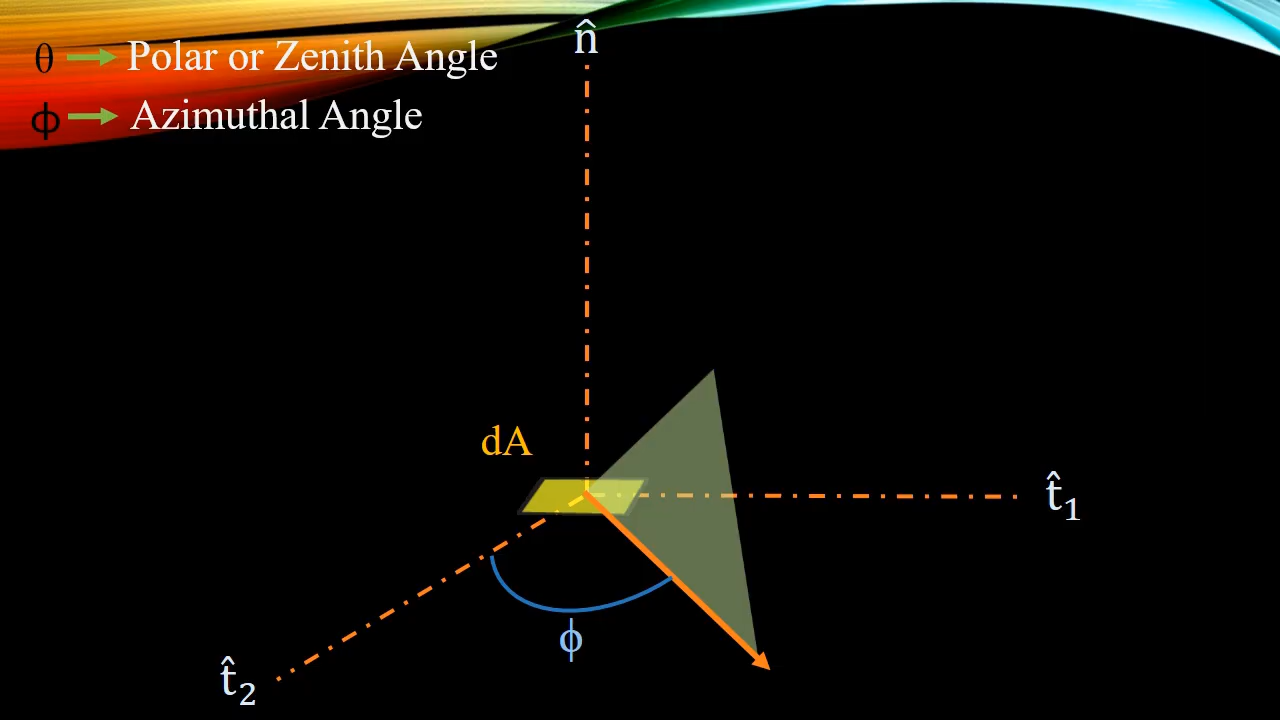 θ → Polar or Zenith Angle
ϕ → Azimuthal Angle
n̂
dA
t̂₁
ϕ
t̂₂